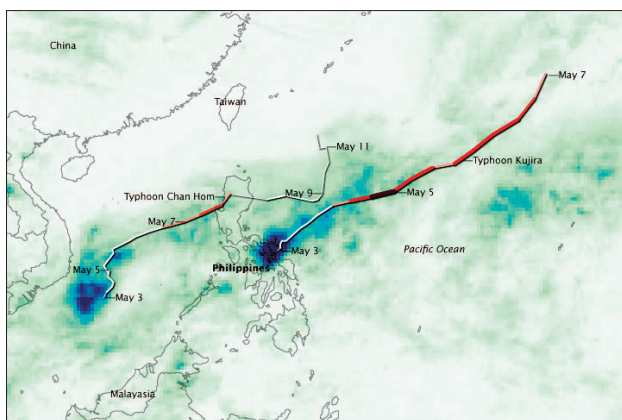 China
May 7
Taiwan
May 11
Typhoon Kujira
Typhoon Chan Hom
May 9
May 5
May 7
May 3
Pacific Ocean
Philippines
May 5
May 3
Malayasia